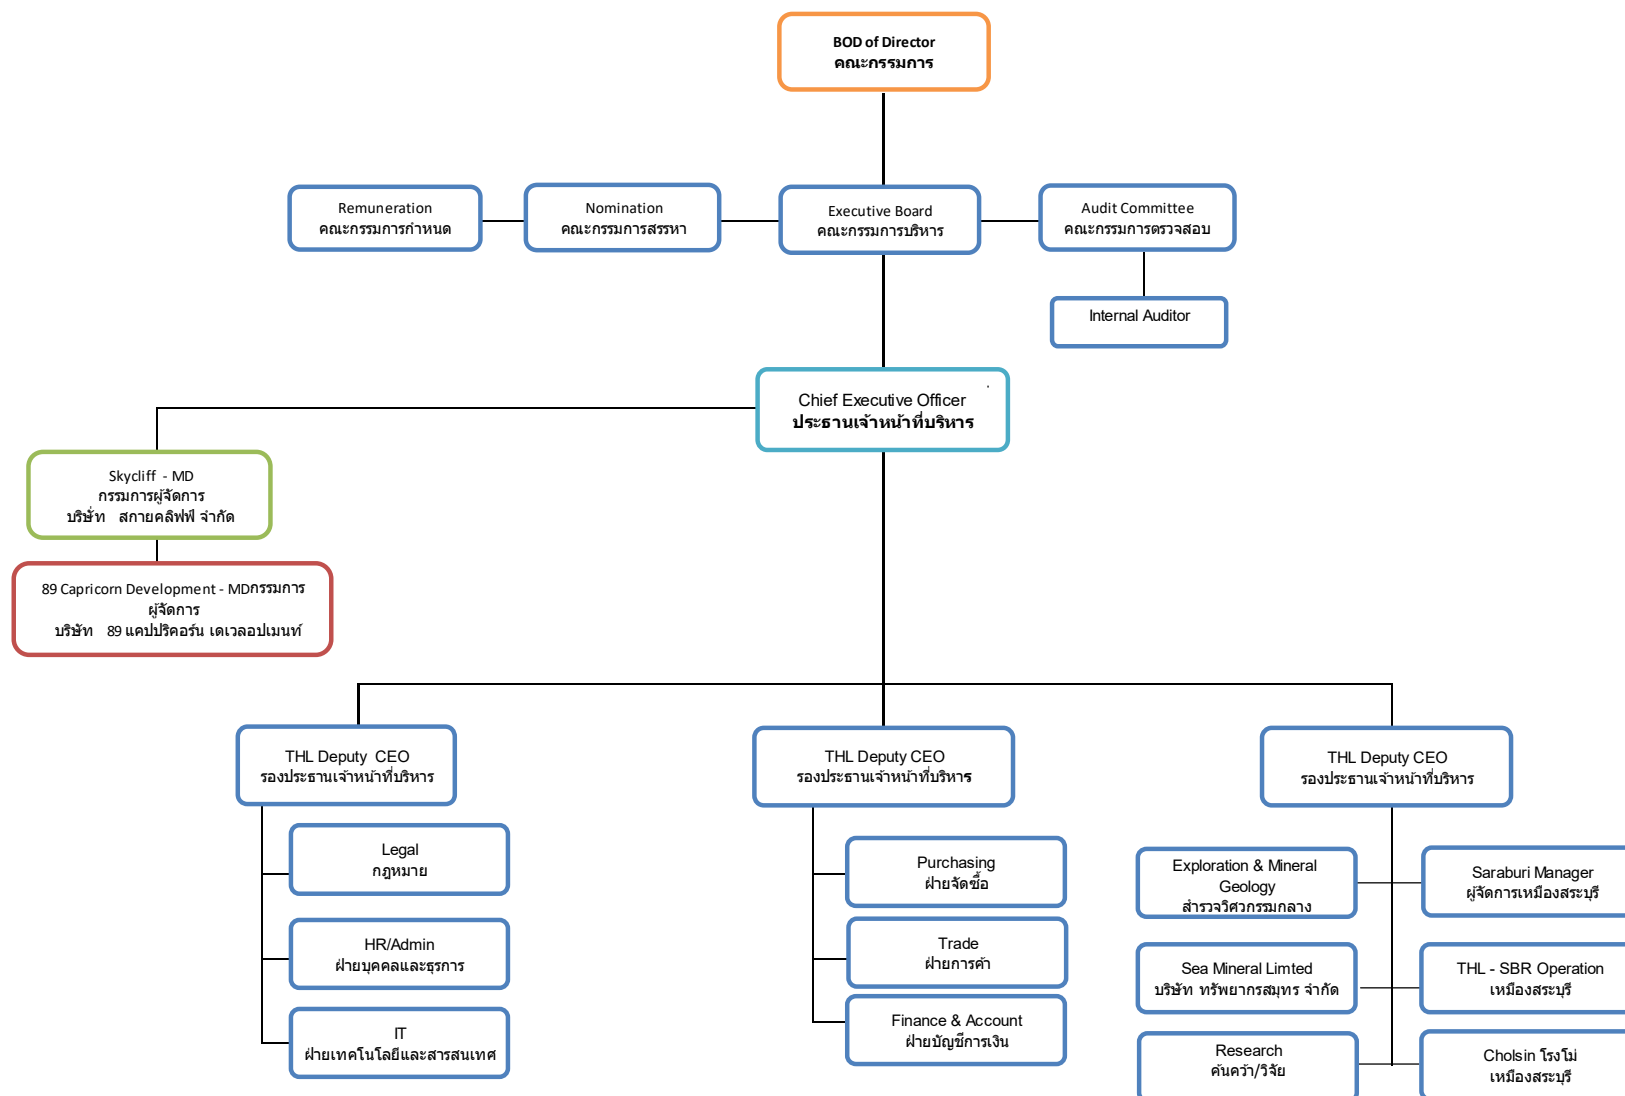 BOD of Director
คณะกรรมการ
Remuneration
คณะกรรมการกำหนด
Nomination
คณะกรรมการสรรหา
Executive Board
คณะกรรมการบริหาร
Audit Committee
คณะกรรมการตรวจสอบ
Internal Auditor
Chief Executive Officer
ประธานเจ้าหน้าที่บริหาร
Skycliff - MD
กรรมการผู้จัดการ
บริษั่ท สกายคลิฟฟ์ จำกัด
89 Capricorn Development - MDกรรมการ
ผู้จัดการ
บริษัท 89 แคปปริคอร์น เดเวลอปเมนท์
THL Deputy CEO
รองประธานเจ้าหน้าที่บริหาร
THL Deputy CEO
รองประธานเจ้าหน้าที่บริหาร
THL Deputy CEO
รองประธานเจ้าหน้าที่บริหาร
Legal
กฎหมาย
HR/Admin
ฝ่ายบุคคลและธุรการ
IT
ฝ่ายเทคโนโลยีและสารสนเทศ
Purchasing
ฝ่ายจัดซื้อ
Trade
ฝ่ายการค้า
Finance & Account
ฝ่ายบัญชีการเงิน
Exploration & Mineral
Geology
สำรวจวิศวกรรมกลาง
Saraburi Manager
ผู้จัดการเหมืองสระบุรี
Sea Mineral Limted
บริษัท ทรัพยากรสมุทร จำกัด
THL - SBR Operation
เหมืองสระบุรี
Research
ค้นคว้า/วิจัย
Cholsin โรงโม่
เหมืองสระบุรี